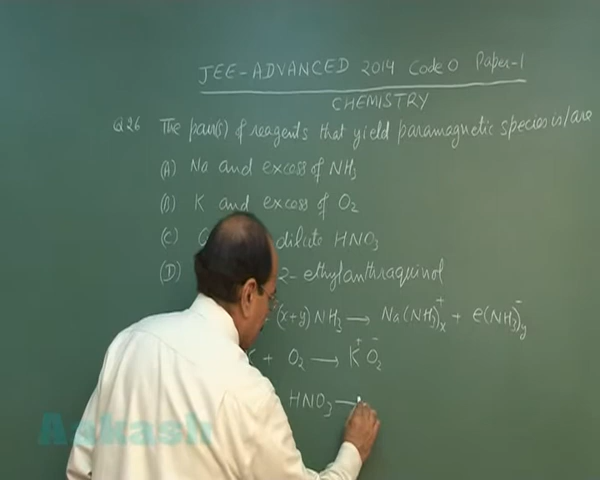 JEE-ADVANCED 2014 Code 0 Paper-1
CHEMISTRY
Q.26 The pair(s) of reagents that yield paramagnetic species is/are
(A) Na and excess of NH₃
(B) K and excess of O₂
(C) dilute HNO₃
(D) 2-ethylanthraquinol
(x+y) NH₃ → Na(NH₃)ₓ⁺ + e(NH₃)ᵧ⁻
K + O₂ → K⁺ O₂⁻
HNO₃ →
Aakash